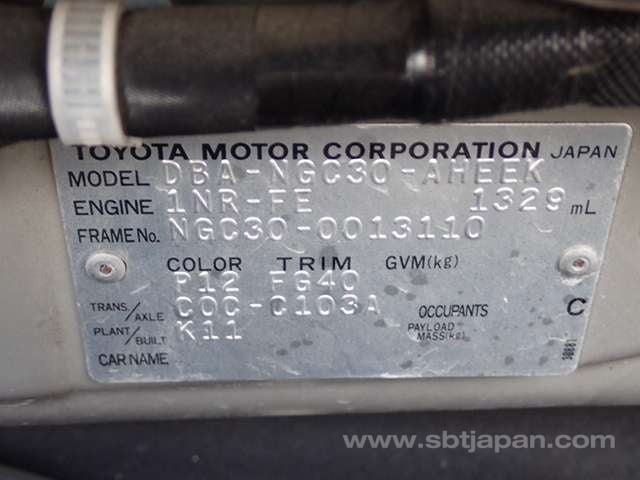 TOYOTA MOTOR CORPORATION JAPAN
MODEL DBA-NGC30-AHEEK
ENGINE 1NR-FE 1329 mL
FRAME No. NGC30-0013110
COLOR TRIM GVM(kg)
P12 FG40
TRANS/AXLE C0C-C103A OCCUPANTS C
PLANT/BUILT K11 PAYLOAD MASS(kg)
CAR NAME
www.sbtjapan.com